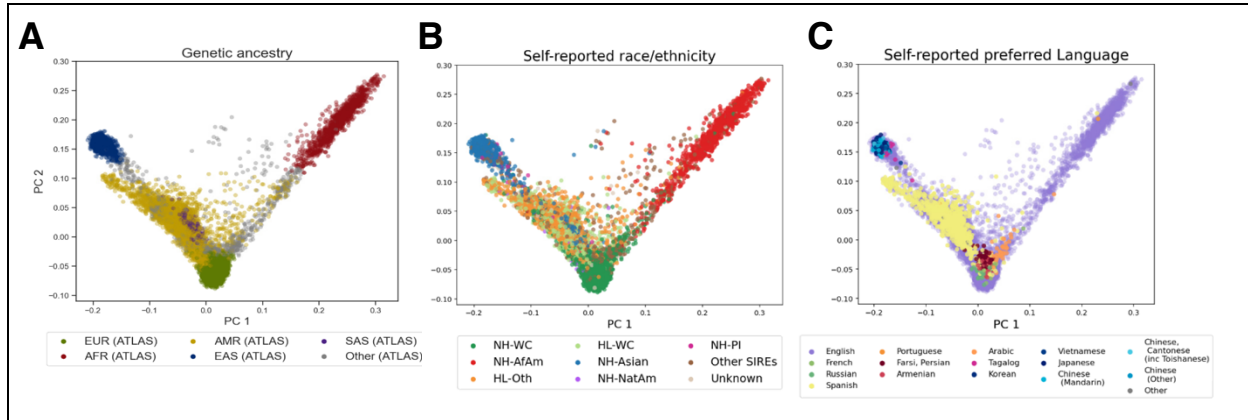 A
Genetic ancestry
PC 2
0.30
0.25
0.20
0.15
0.10
0.05
0.00
−0.05
−0.10
−0.2 −0.1 0.0 0.1 0.2 0.3
PC 1
EUR (ATLAS) AMR (ATLAS) SAS (ATLAS)
AFR (ATLAS) EAS (ATLAS) Other (ATLAS)
B
Self-reported race/ethnicity
0.30
0.25
0.20
0.15
0.10
0.05
0.00
−0.05
−0.10
−0.2 −0.1 0.0 0.1 0.2 0.3
PC 1
NH-WC HL-WC NH-PI
NH-AfAm NH-Asian Other SIREs
HL-Oth NH-NatAm Unknown
C
Self-reported preferred Language
0.30
0.25
0.20
0.15
0.10
0.05
0.00
−0.05
−0.10
−0.2 −0.1 0.0 0.1 0.2 0.3
PC 1
English
French
Russian
Spanish
Portuguese
Farsi, Persian
Armenian
Arabic
Tagalog
Korean
Vietnamese
Japanese
Chinese
(Mandarin)
Chinese,
Cantonese
(inc Toishanese)
Chinese
(Other)
Other